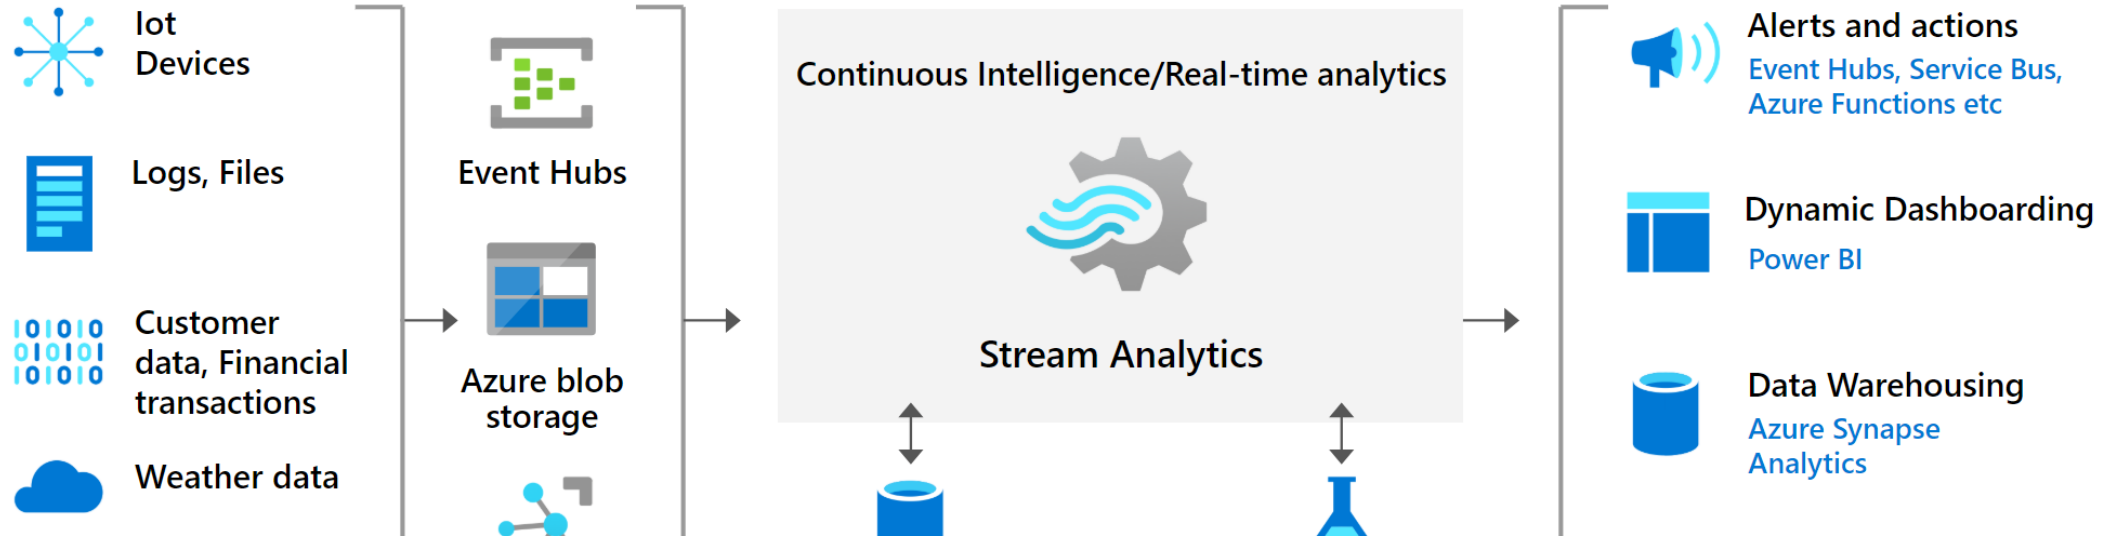 Iot
Devices
Logs, Files
Customer
data, Financial
transactions
Weather data
Event Hubs
Azure blob
storage
Continuous Intelligence/Real-time analytics
Stream Analytics
Alerts and actions
Event Hubs, Service Bus,
Azure Functions etc
Dynamic Dashboarding
Power BI
Data Warehousing
Azure Synapse
Analytics